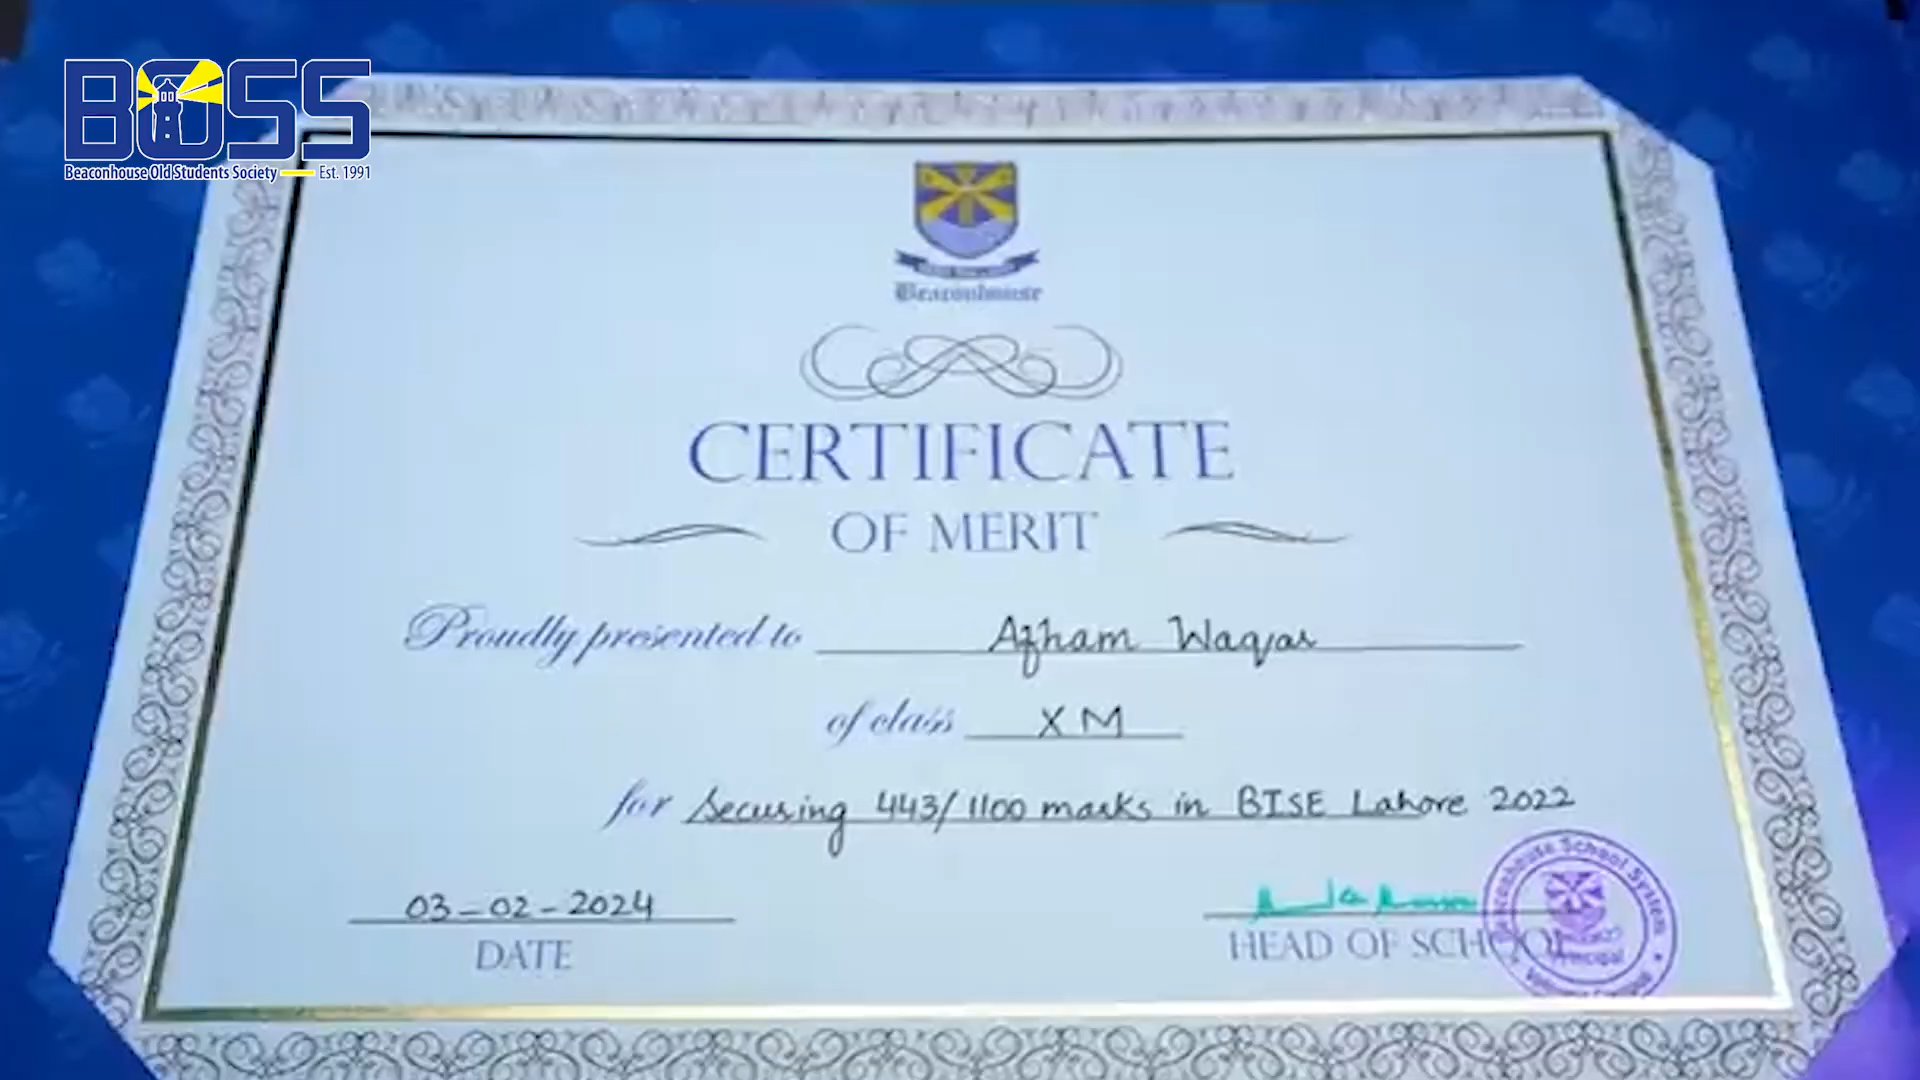 BOSS
Beaconhouse Old Students Society Est. 1991
Beaconhouse
CERTIFICATE
OF MERIT
Proudly presented to Afham Waqar
of class X M
for Securing 443/1100 marks in BISE Lahore 2022
03-02-2024
DATE
HEAD OF SCHOOL
Beaconhouse School System
Principal